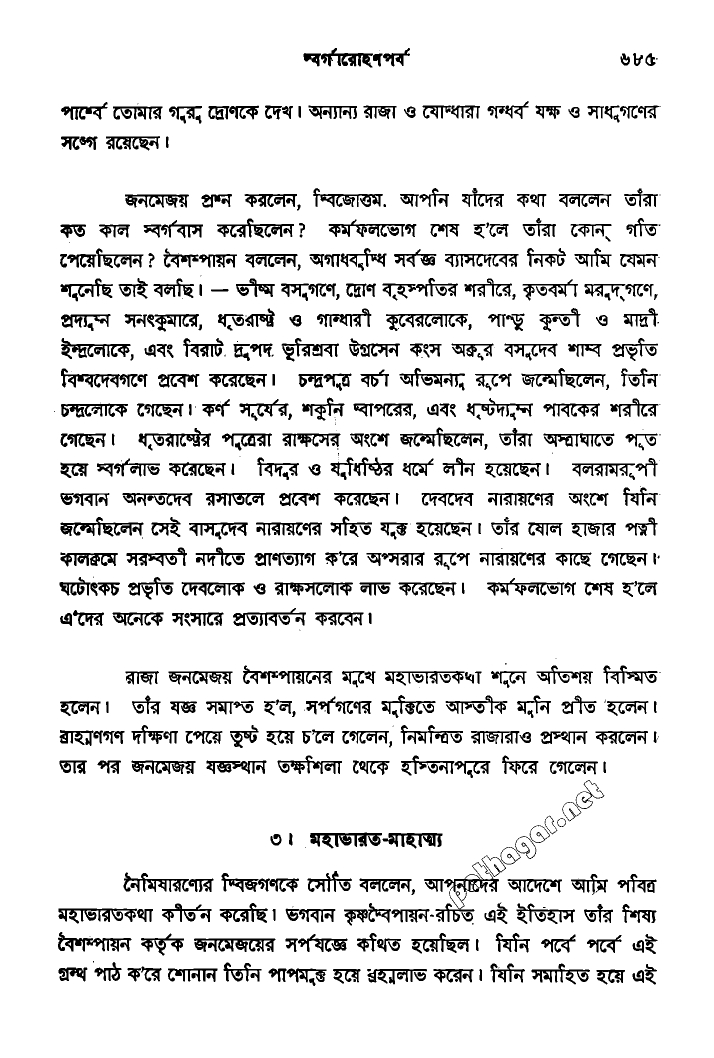 স্বর্গারোহণপর্ব ৬৮৫
পার্শ্বে তোমার গুরু দ্রোণকে দেখ। অন্যান্য রাজা ও যোদ্ধারা গন্ধর্ব যক্ষ ও সাধুগণের
সঙ্গে রয়েছেন।
জনমেজয় প্রশ্ন করলেন, দ্বিজোত্তম. আপনি যাঁদের কথা বললেন তাঁরা
কত কাল স্বর্গবাস করেছিলেন? কর্মফলভোগ শেষ হ'লে তাঁরা কোন্ গতি
পেয়েছিলেন? বৈশম্পায়ন বললেন, অগাধবুদ্ধি সর্বজ্ঞ ব্যাসদেবের নিকট আমি যেমন
শুনেছি তাই বলছি। — ভীষ্ম বসুগণে, দ্রোণ বৃহস্পতির শরীরে, কৃতবর্মা মরুদ্‌গণে,
প্রদ্যুম্ন সনৎকুমারে, ধৃতরাষ্ট্র ও গান্ধারী কুবেরলোকে, পাণ্ডু কুন্তী ও মাদ্রী
ইন্দ্রলোকে, এবং বিরাট দ্রুপদ ভূরিশ্রবা উগ্রসেন কংস অক্রূর বসুদেব শাম্ব প্রভৃতি
বিশ্বদেবগণে প্রবেশ করেছেন। চন্দ্রপুত্র বর্চা অভিমন্যু রূপে জন্মেছিলেন, তিনি
চন্দ্রলোকে গেছেন। কর্ণ সূর্যের, শকুনি দ্বাপরের, এবং ধৃষ্টদ্যুম্ন পাবকের শরীরে
গেছেন। ধৃতরাষ্ট্রের পুত্রেরা রাক্ষসের অংশে জন্মেছিলেন, তাঁরা অস্ত্রাঘাতে পূত
হয়ে স্বর্গলাভ করেছেন। বিদুর ও যুধিষ্ঠির ধর্মে লীন হয়েছেন। বলরামরূপী
ভগবান অনন্তদেব রসাতলে প্রবেশ করেছেন। দেবদেব নারায়ণের অংশে যিনি
জন্মেছিলেন সেই বাসুদেব নারায়ণের সহিত যুক্ত হয়েছেন। তাঁর ষোল হাজার পত্নী
কালক্রমে সরস্বতী নদীতে প্রাণত্যাগ ক'রে অপ্সরার রূপে নারায়ণের কাছে গেছেন।
ঘটোৎকচ প্রভৃতি দেবলোক ও রাক্ষসলোক লাভ করেছেন। কর্মফলভোগ শেষ হ'লে
এঁদের অনেকে সংসারে প্রত্যাবর্তন করবেন।
রাজা জনমেজয় বৈশম্পায়নের মুখে মহাভারতকথা শুনে অতিশয় বিস্মিত
হলেন। তাঁর যজ্ঞ সমাপ্ত হ'ল, সর্পগণের মুক্তিতে আস্তীক মুনি প্রীত হলেন।
ব্রাহ্মণগণ দক্ষিণা পেয়ে তুষ্ট হয়ে চ'লে গেলেন, নিমন্ত্রিত রাজারাও প্রস্থান করলেন।
তার পর জনমেজয় যজ্ঞস্থান তক্ষশিলা থেকে হস্তিনাপুরে ফিরে গেলেন।
৩। মহাভারত-মাহাত্ম্য
নৈমিষারণ্যের দ্বিজগণকে সৌতি বললেন, আপনাদের আদেশে আমি পবিত্র
মহাভারতকথা কীর্তন করেছি। ভগবান কৃষ্ণদ্বৈপায়ন-রচিত এই ইতিহাস তাঁর শিষ্য
বৈশম্পায়ন কর্তৃক জনমেজয়ের সর্পযজ্ঞে কথিত হয়েছিল। যিনি পর্বে পর্বে এই
গ্রন্থ পাঠ ক'রে শোনান তিনি পাপমুক্ত হয়ে ব্রহ্মলাভ করেন। যিনি সমাহিত হয়ে এই
pathagar.net